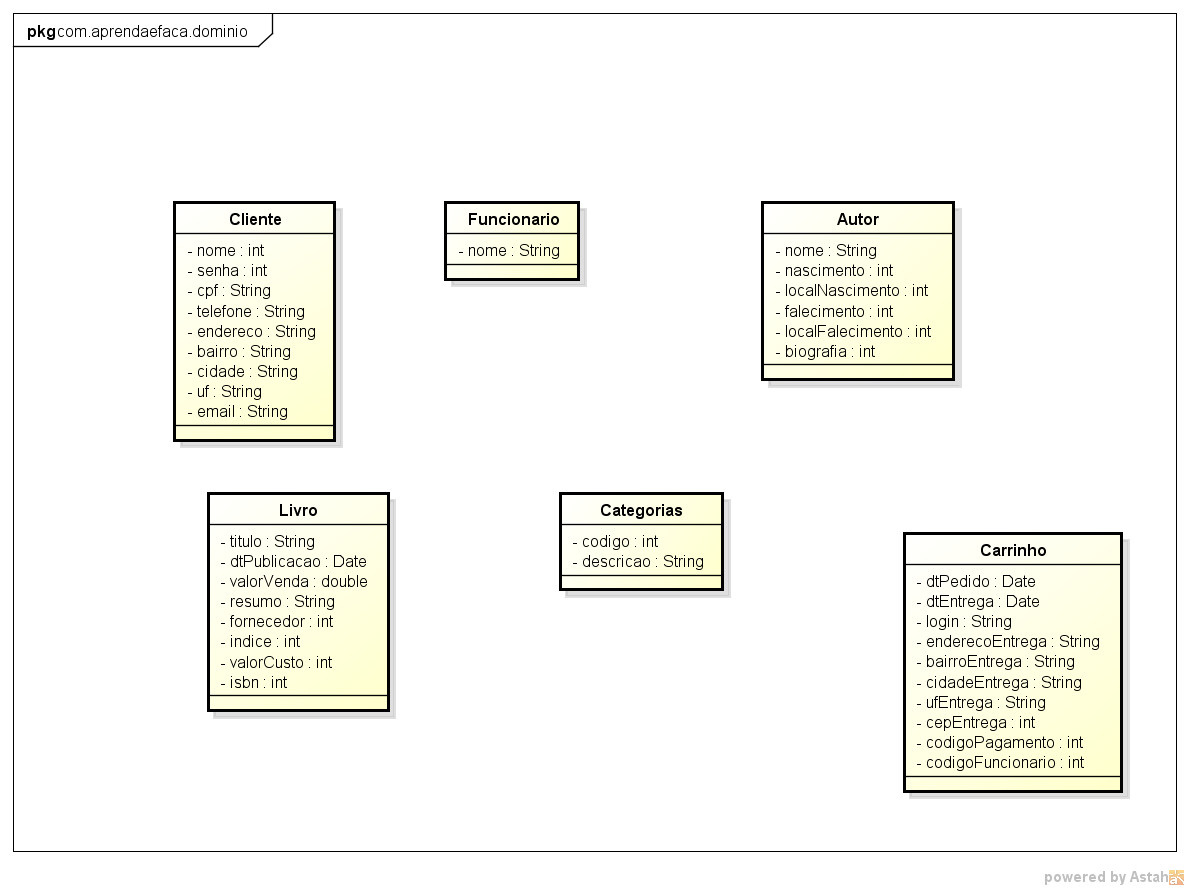 pkg com.aprendaefaca.dominio
Cliente
- nome : int
- senha : int
- cpf : String
- telefone : String
- endereco : String
- bairro : String
- cidade : String
- uf : String
- email : String
Funcionario
- nome : String
Autor
- nome : String
- nascimento : int
- localNascimento : int
- falecimento : int
- localFalecimento : int
- biografia : int
Livro
- titulo : String
- dtPublicacao : Date
- valorVenda : double
- resumo : String
- fornecedor : int
- indice : int
- valorCusto : int
- isbn : int
Categorias
- codigo : int
- descricao : String
Carrinho
- dtPedido : Date
- dtEntrega : Date
- login : String
- enderecoEntrega : String
- bairroEntrega : String
- cidadeEntrega : String
- ufEntrega : String
- cepEntrega : int
- codigoPagamento : int
- codigoFuncionario : int
powered by Astah